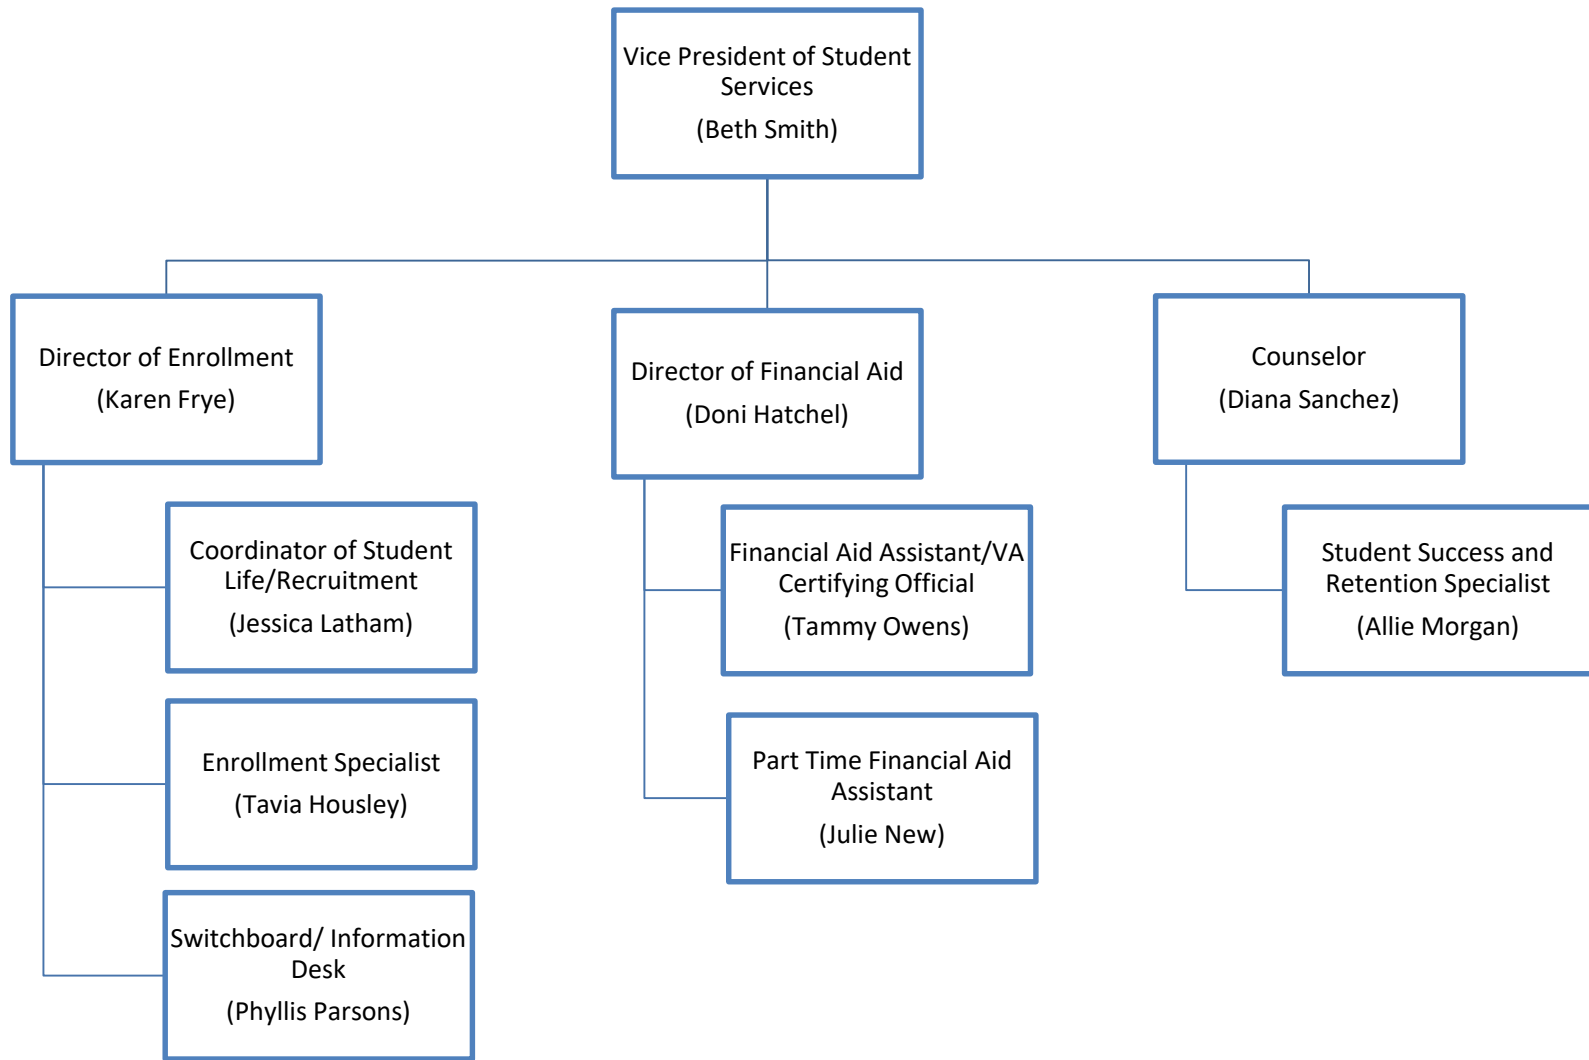 Vice President of Student
Services
(Beth Smith)
Director of Enrollment
(Karen Frye)
Director of Financial Aid
(Doni Hatchel)
Counselor
(Diana Sanchez)
Coordinator of Student
Life/Recruitment
(Jessica Latham)
Financial Aid Assistant/VA
Certifying Official
(Tammy Owens)
Student Success and
Retention Specialist
(Allie Morgan)
Enrollment Specialist
(Tavia Housley)
Part Time Financial Aid
Assistant
(Julie New)
Switchboard/ Information
Desk
(Phyllis Parsons)